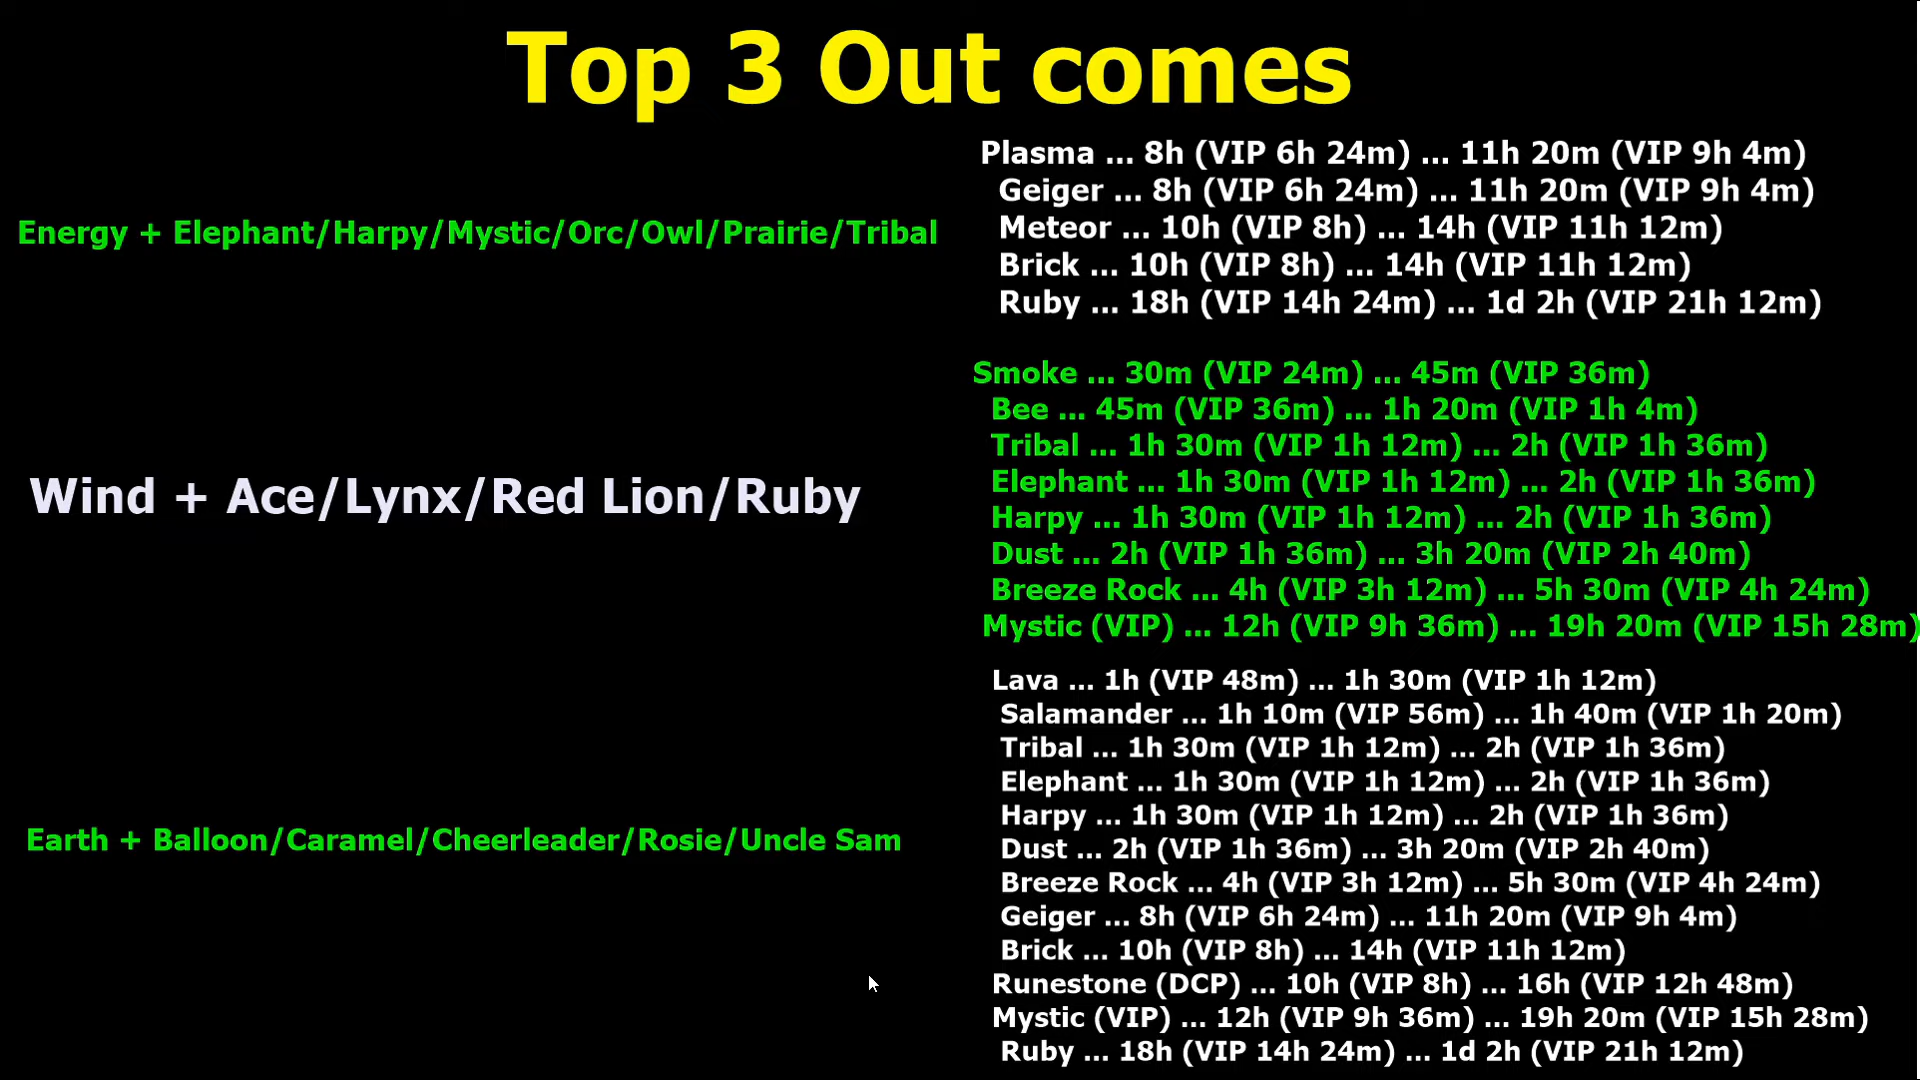 Top 3 Out comes
Energy + Elephant/Harpy/Mystic/Orc/Owl/Prairie/Tribal
Plasma ... 8h (VIP 6h 24m) ... 11h 20m (VIP 9h 4m)
Geiger ... 8h (VIP 6h 24m) ... 11h 20m (VIP 9h 4m)
Meteor ... 10h (VIP 8h) ... 14h (VIP 11h 12m)
Brick ... 10h (VIP 8h) ... 14h (VIP 11h 12m)
Ruby ... 18h (VIP 14h 24m) ... 1d 2h (VIP 21h 12m)
Wind + Ace/Lynx/Red Lion/Ruby
Smoke ... 30m (VIP 24m) ... 45m (VIP 36m)
Bee ... 45m (VIP 36m) ... 1h 20m (VIP 1h 4m)
Tribal ... 1h 30m (VIP 1h 12m) ... 2h (VIP 1h 36m)
Elephant ... 1h 30m (VIP 1h 12m) ... 2h (VIP 1h 36m)
Harpy ... 1h 30m (VIP 1h 12m) ... 2h (VIP 1h 36m)
Dust ... 2h (VIP 1h 36m) ... 3h 20m (VIP 2h 40m)
Breeze Rock ... 4h (VIP 3h 12m) ... 5h 30m (VIP 4h 24m)
Mystic (VIP) ... 12h (VIP 9h 36m) ... 19h 20m (VIP 15h 28m)
Earth + Balloon/Caramel/Cheerleader/Rosie/Uncle Sam
Lava ... 1h (VIP 48m) ... 1h 30m (VIP 1h 12m)
Salamander ... 1h 10m (VIP 56m) ... 1h 40m (VIP 1h 20m)
Tribal ... 1h 30m (VIP 1h 12m) ... 2h (VIP 1h 36m)
Elephant ... 1h 30m (VIP 1h 12m) ... 2h (VIP 1h 36m)
Harpy ... 1h 30m (VIP 1h 12m) ... 2h (VIP 1h 36m)
Dust ... 2h (VIP 1h 36m) ... 3h 20m (VIP 2h 40m)
Breeze Rock ... 4h (VIP 3h 12m) ... 5h 30m (VIP 4h 24m)
Geiger ... 8h (VIP 6h 24m) ... 11h 20m (VIP 9h 4m)
Brick ... 10h (VIP 8h) ... 14h (VIP 11h 12m)
Runestone (DCP) ... 10h (VIP 8h) ... 16h (VIP 12h 48m)
Mystic (VIP) ... 12h (VIP 9h 36m) ... 19h 20m (VIP 15h 28m)
Ruby ... 18h (VIP 14h 24m) ... 1d 2h (VIP 21h 12m)